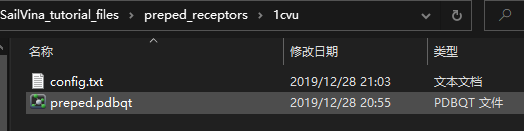 SailVina_tutorial_files > preped_receptors > 1cvu
名称 修改日期 类型
config.txt 2019/12/28 21:03 文本文档
preped.pdbqt 2019/12/28 20:55 PDBQT 文件